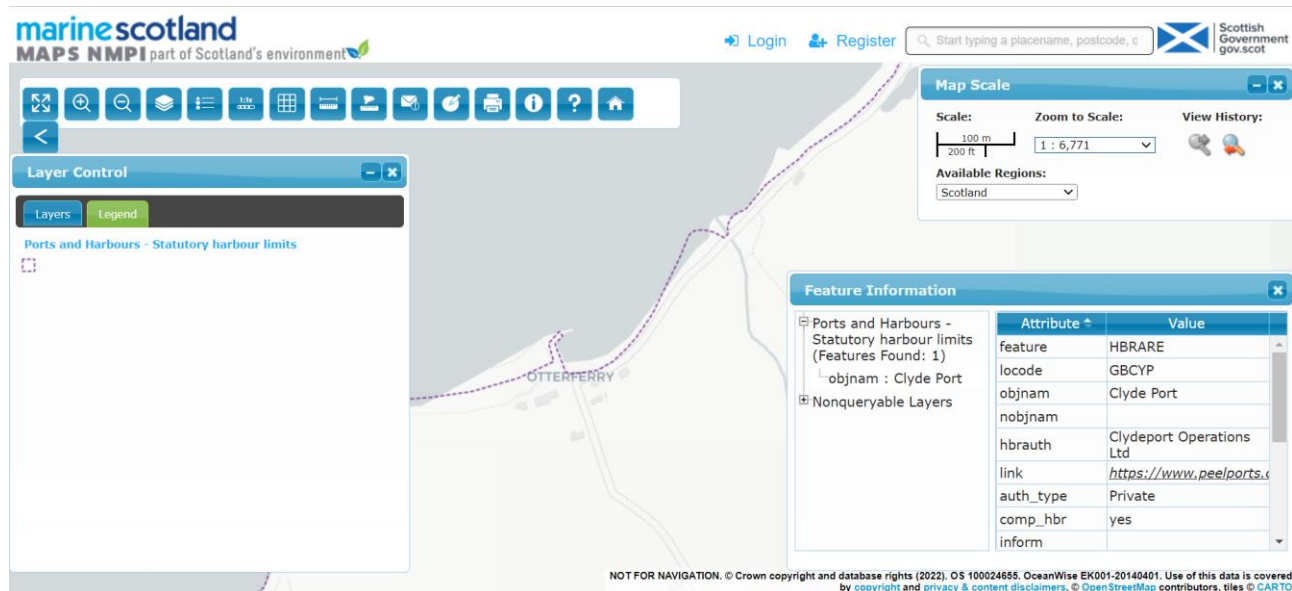 marinescotland
MAPS NMPI part of Scotland's environment
Login
Register
Start typing a placename, postcode, c
Scottish
Government
gov.scot
1:1k
Map Scale
Scale:
Zoom to Scale:
View History:
100 m
200 ft
1 : 6,771
Available Regions:
Scotland
Layer Control
Layers
Legend
Ports and Harbours - Statutory harbour limits
OTTERFERRY
Feature Information
Ports and Harbours -
Statutory harbour limits
(Features Found: 1)
objnam : Clyde Port
Nonqueryable Layers
Attribute Value
feature HBRARE
locode GBCYP
objnam Clyde Port
nobjnam
hbrauth Clydeport Operations
Ltd
link https://www.peelports.c
auth_type Private
comp_hbr yes
inform
NOT FOR NAVIGATION. © Crown copyright and database rights (2022). OS 100024655. OceanWise EK001-20140401. Use of this data is covered
by copyright and privacy & content disclaimers. © OpenStreetMap contributors, tiles © CARTO